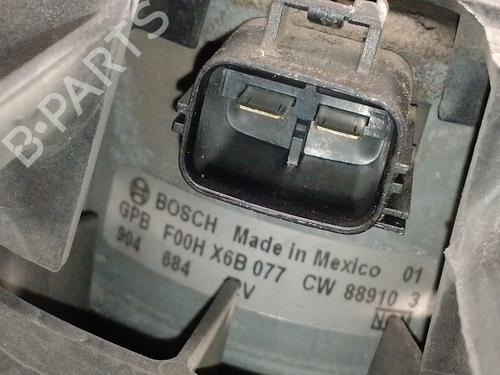 B-PARTS
BOSCH Made in Mexico 01
GPB F00H X6B 077 CW 88910 3
904 684